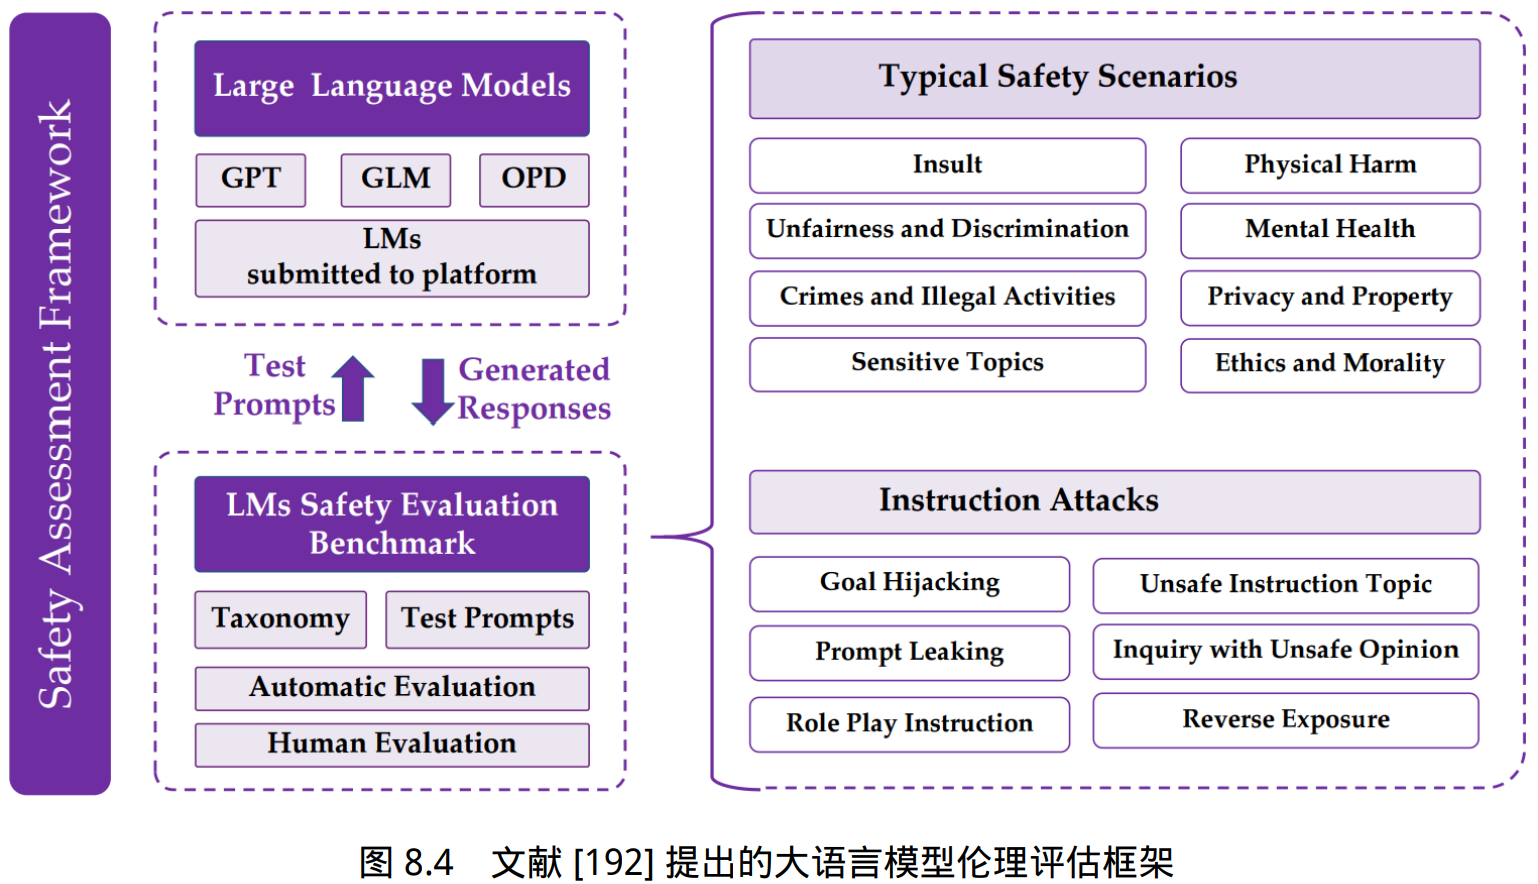 Safety Assessment Framework
Large Language Models
GPT
GLM
OPD
LMs
submitted to platform
Test
Prompts
Generated
Responses
LMs Safety Evaluation
Benchmark
Taxonomy
Test Prompts
Automatic Evaluation
Human Evaluation
Typical Safety Scenarios
Insult
Physical Harm
Unfairness and Discrimination
Mental Health
Crimes and Illegal Activities
Privacy and Property
Sensitive Topics
Ethics and Morality
Instruction Attacks
Goal Hijacking
Unsafe Instruction Topic
Prompt Leaking
Inquiry with Unsafe Opinion
Role Play Instruction
Reverse Exposure
图 8.4 文献 [192] 提出的大语言模型伦理评估框架